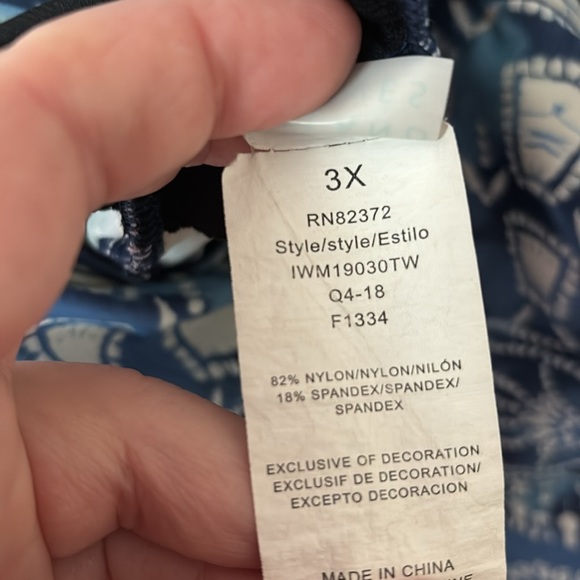 3X
RN82372
Style/style/Estilo
IWM19030TW
Q4-18
F1334
82% NYLON/NYLON/NILÓN
18% SPANDEX/SPANDEX/
SPANDEX
EXCLUSIVE OF DECORATION
EXCLUSIF DE DECORATION/
EXCEPTO DECORACION
MADE IN CHINA